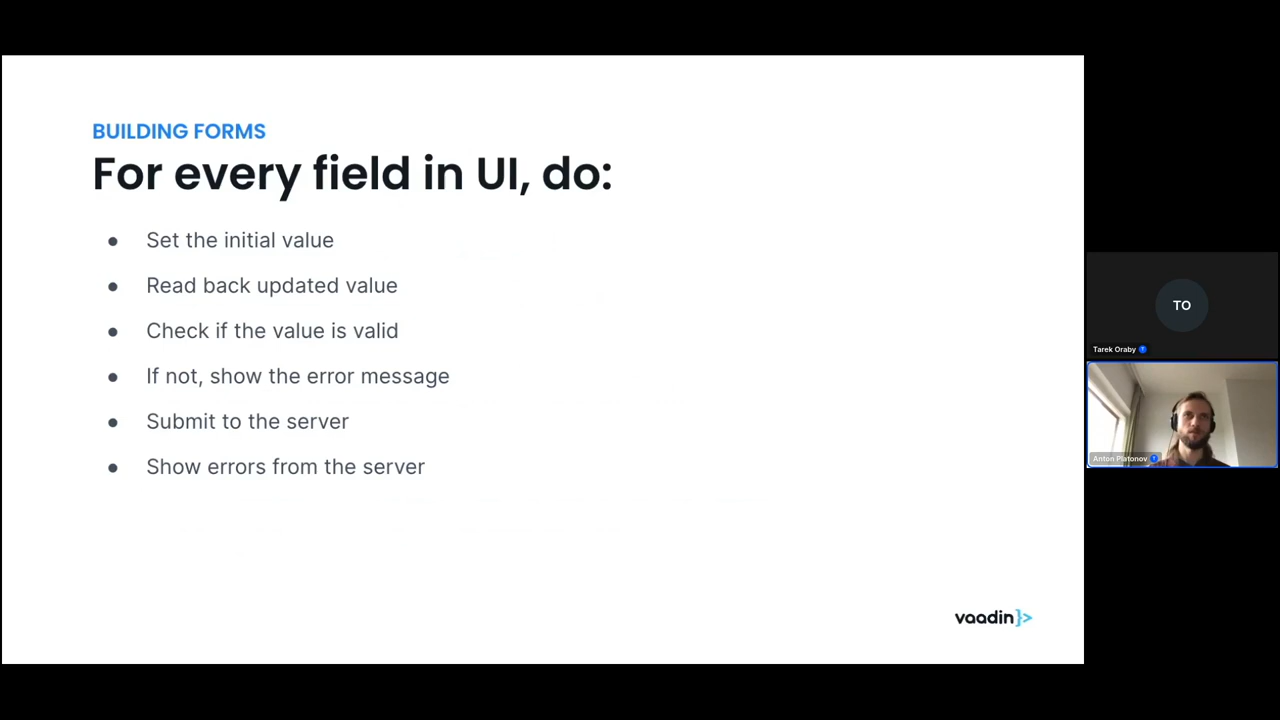 BUILDING FORMS
For every field in UI, do:
● Set the initial value
● Read back updated value
● Check if the value is valid
● If not, show the error message
● Submit to the server
● Show errors from the server
vaadin}>
TO
Tarek Oraby
Anton Platonov